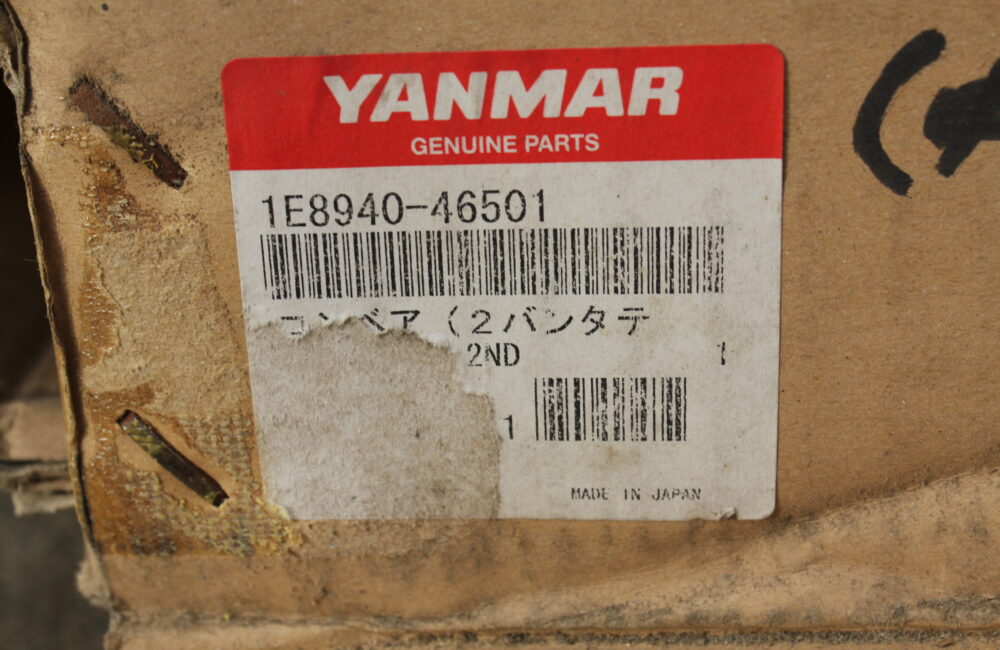 YANMAR
GENUINE PARTS
1E8940-46501
コンベア（2バンタテ
2ND 1
1
MADE IN JAPAN